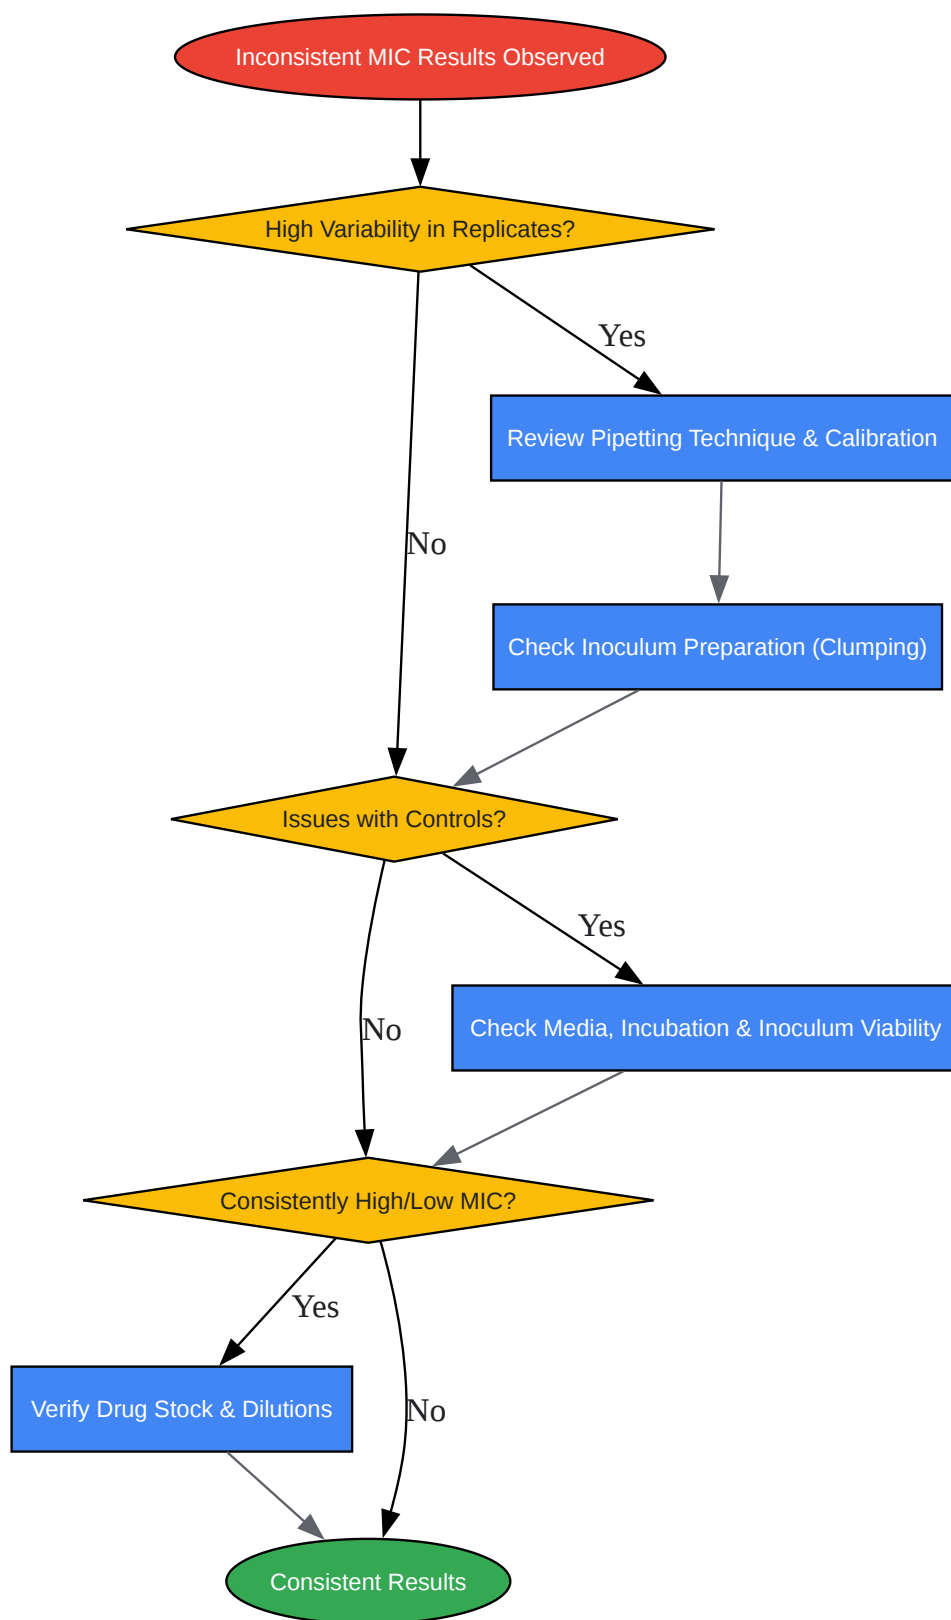 Inconsistent MIC Results Observed
High Variability in Replicates?
Yes
Review Pipetting Technique & Calibration
No
Check Inoculum Preparation (Clumping)
Issues with Controls?
Yes
No
Check Media, Incubation & Inoculum Viability
Consistently High/Low MIC?
Yes
Verify Drug Stock & Dilutions
No
Consistent Results